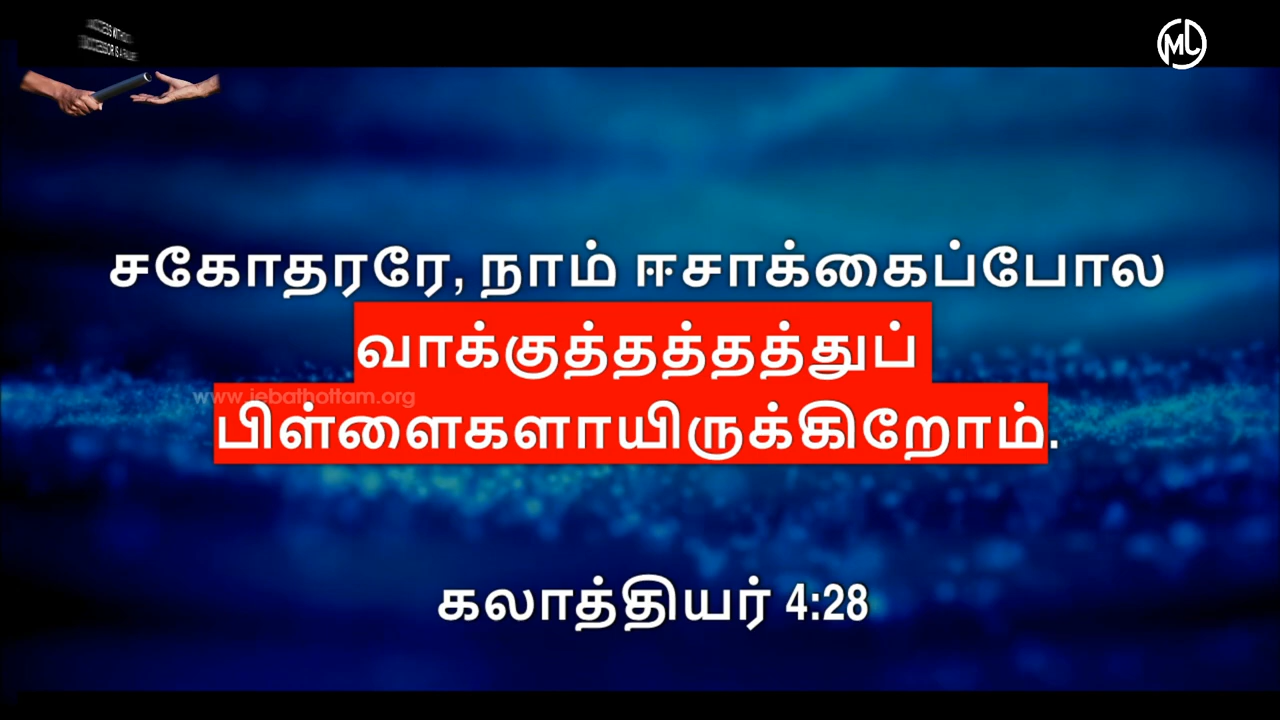 சகோதரரே, நாம் ஈசாக்கைப்போல
வாக்குத்தத்தத்துப்
www.jebathottam.org
பிள்ளைகளாயிருக்கிறோம்.
கலாத்தியர் 4:28